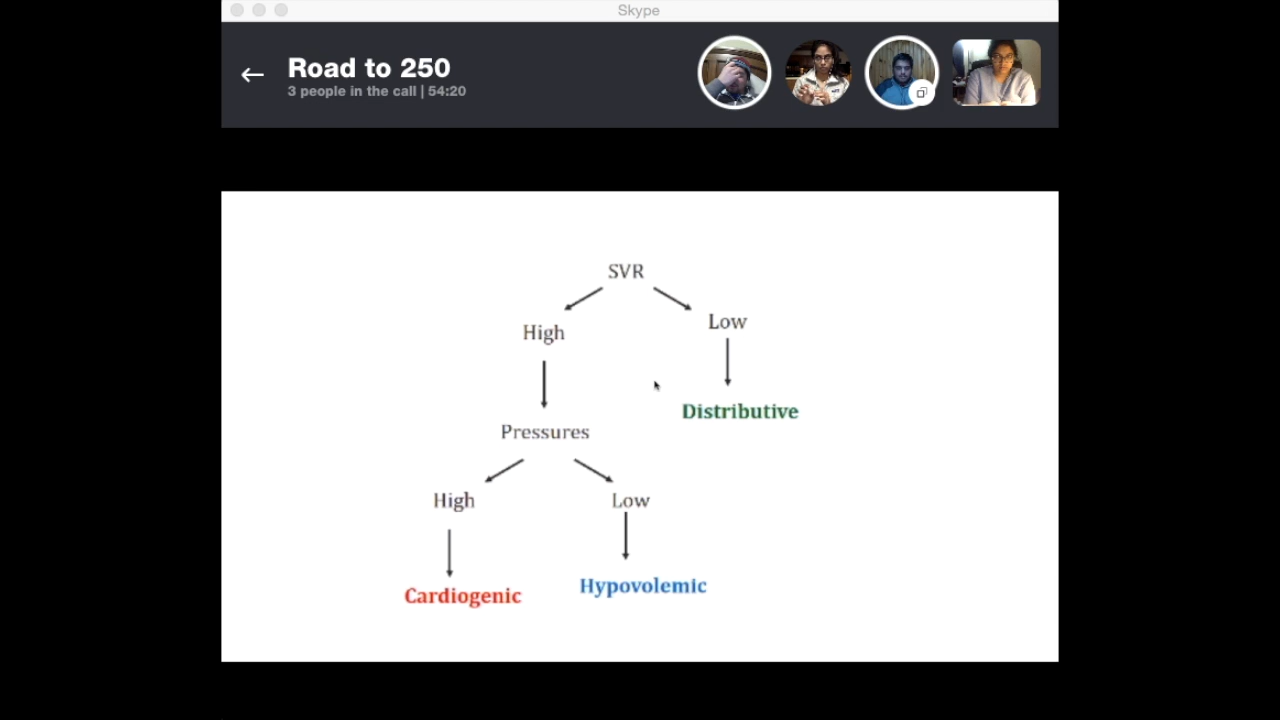 Skype
Road to 250
3 people in the call | 54:20
SVR
High
Low
Distributive
Pressures
High
Low
Cardiogenic
Hypovolemic